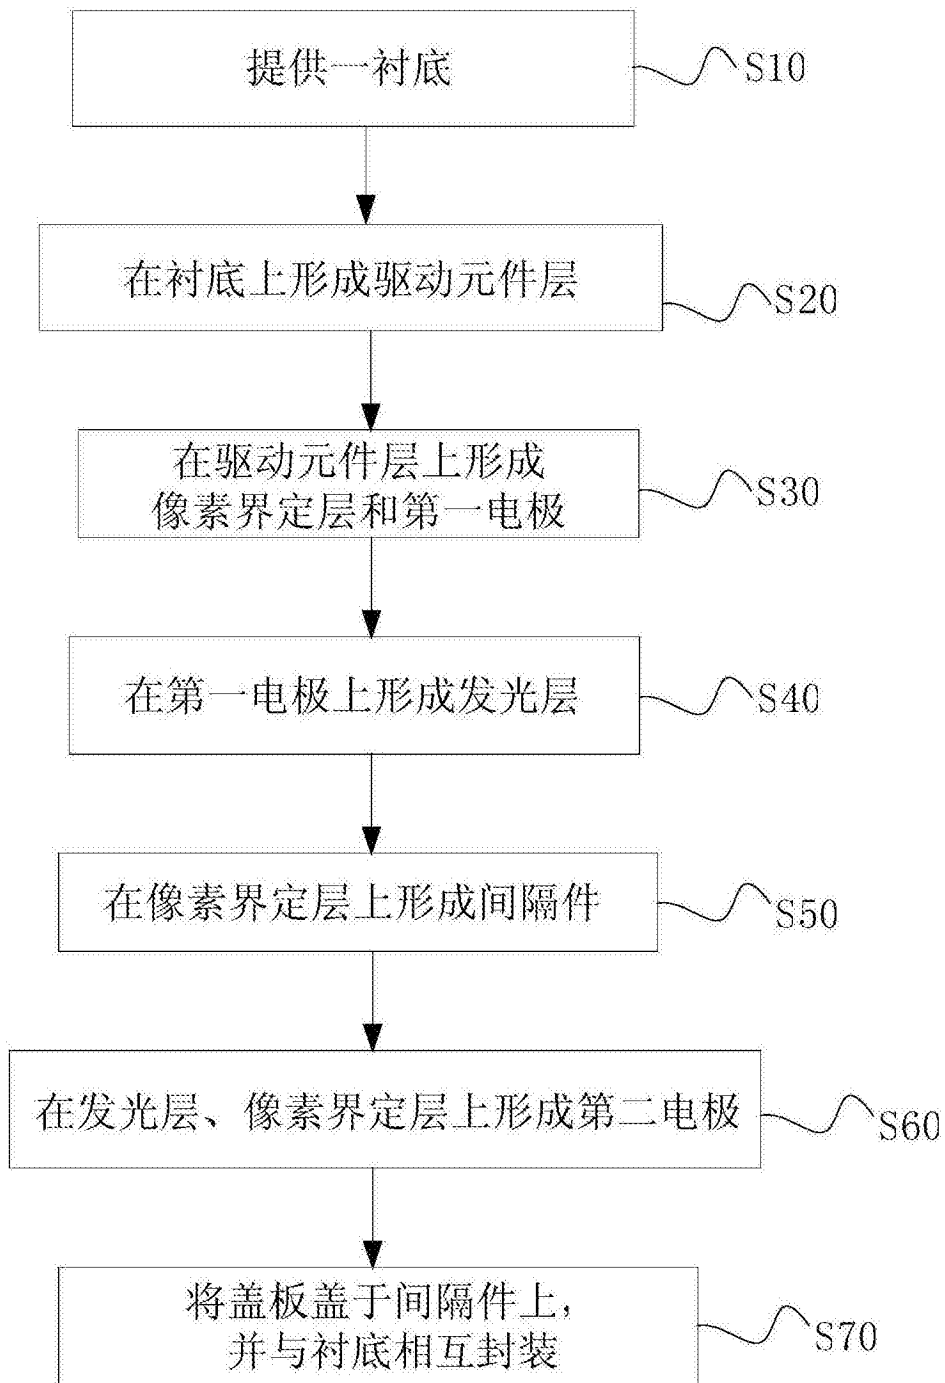 提供一衬底
S10
在衬底上形成驱动元件层
S20
在驱动元件层上形成
像素界定层和第一电极
S30
在第一电极上形成发光层
S40
在像素界定层上形成间隔件
S50
在发光层、像素界定层上形成第二电极
S60
将盖板盖于间隔件上，
并与衬底相互封装
S70